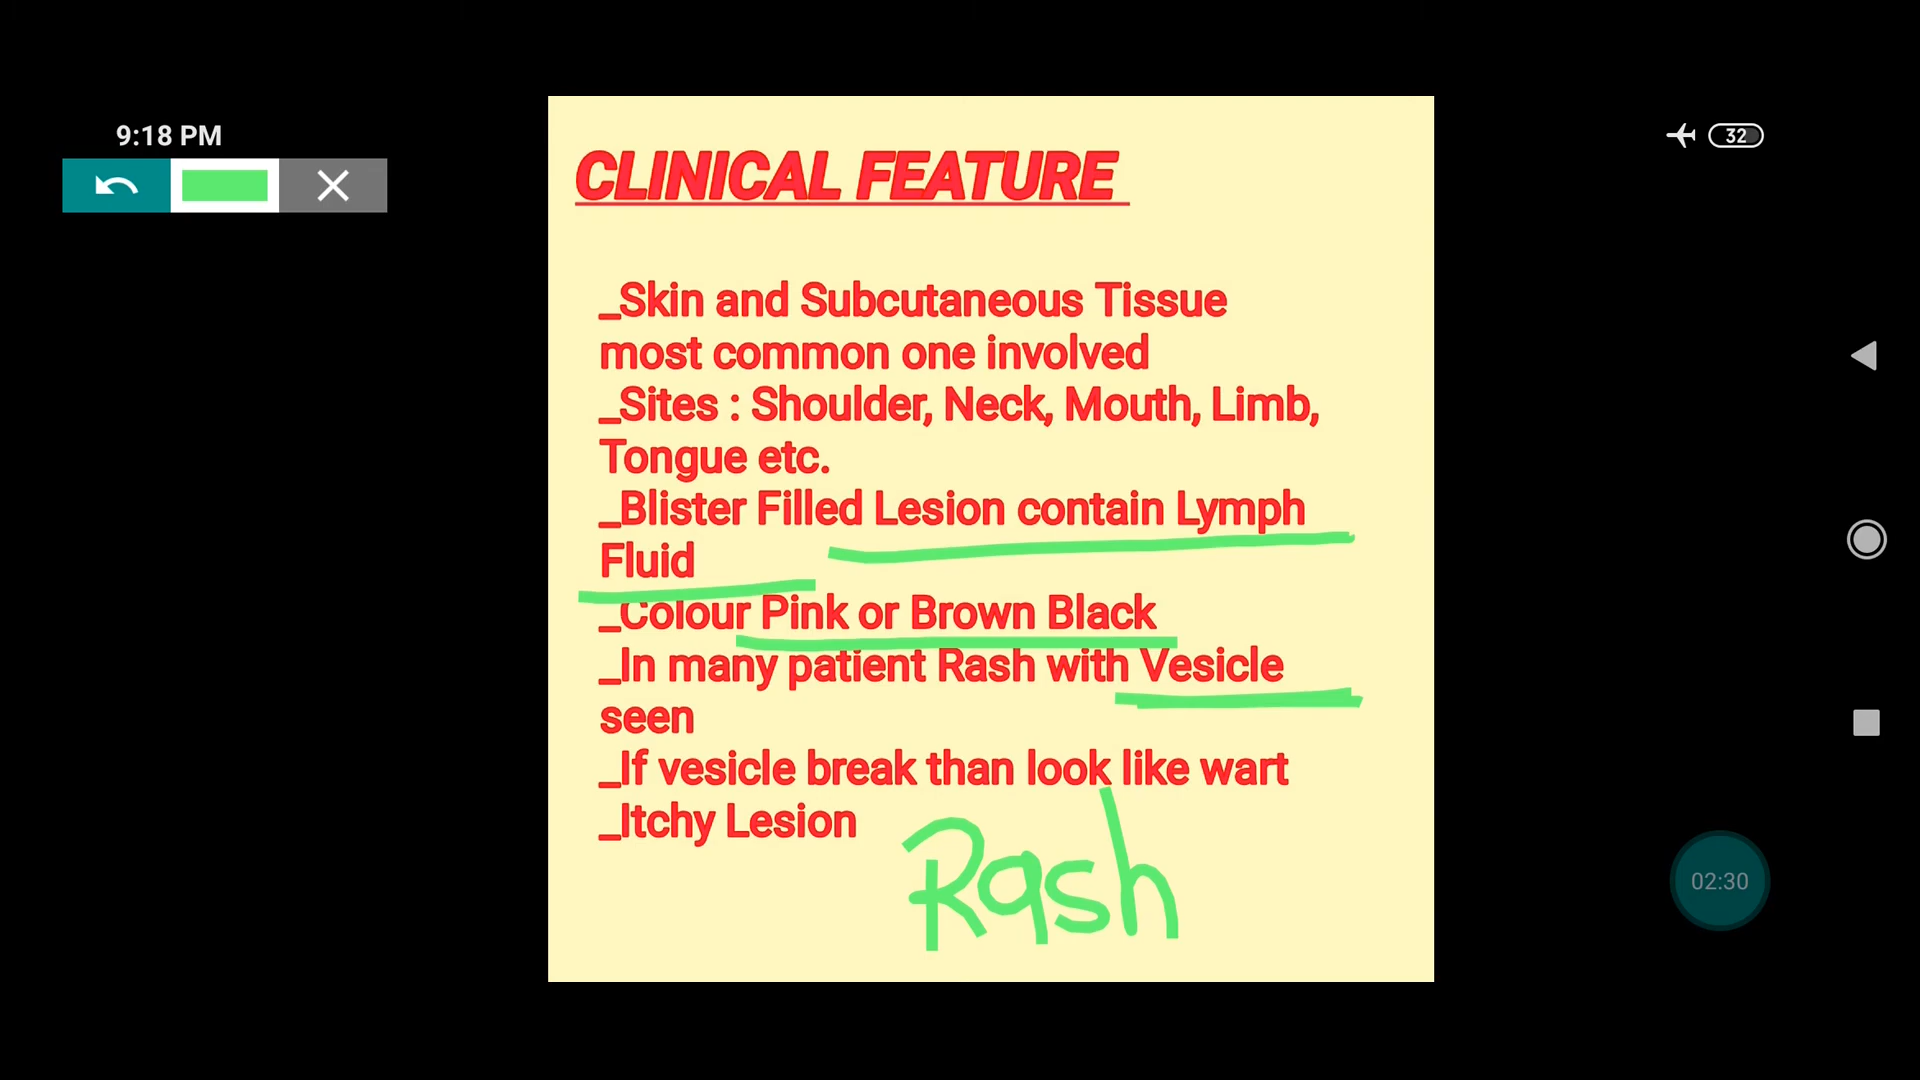 9:18 PM
32
CLINICAL FEATURE
_Skin and Subcutaneous Tissue
most common one involved
_Sites : Shoulder, Neck, Mouth, Limb,
Tongue etc.
_Blister Filled Lesion contain Lymph
Fluid
_Colour Pink or Brown Black
_In many patient Rash with Vesicle
seen
_If vesicle break than look like wart
_Itchy Lesion
Rash
02:30